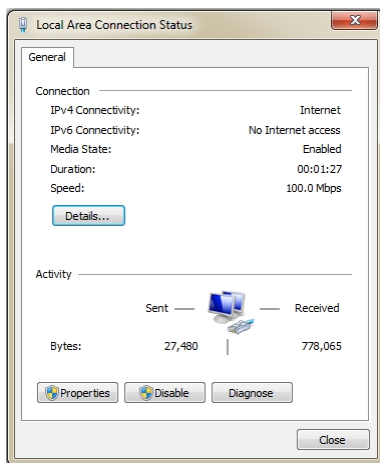 Local Area Connection Status
General
Connection
IPv4 Connectivity: Internet
IPv6 Connectivity: No Internet access
Media State: Enabled
Duration: 00:01:27
Speed: 100.0 Mbps
Details...
Activity
Sent Received
Bytes: 27,480 778,065
Properties Disable Diagnose
Close